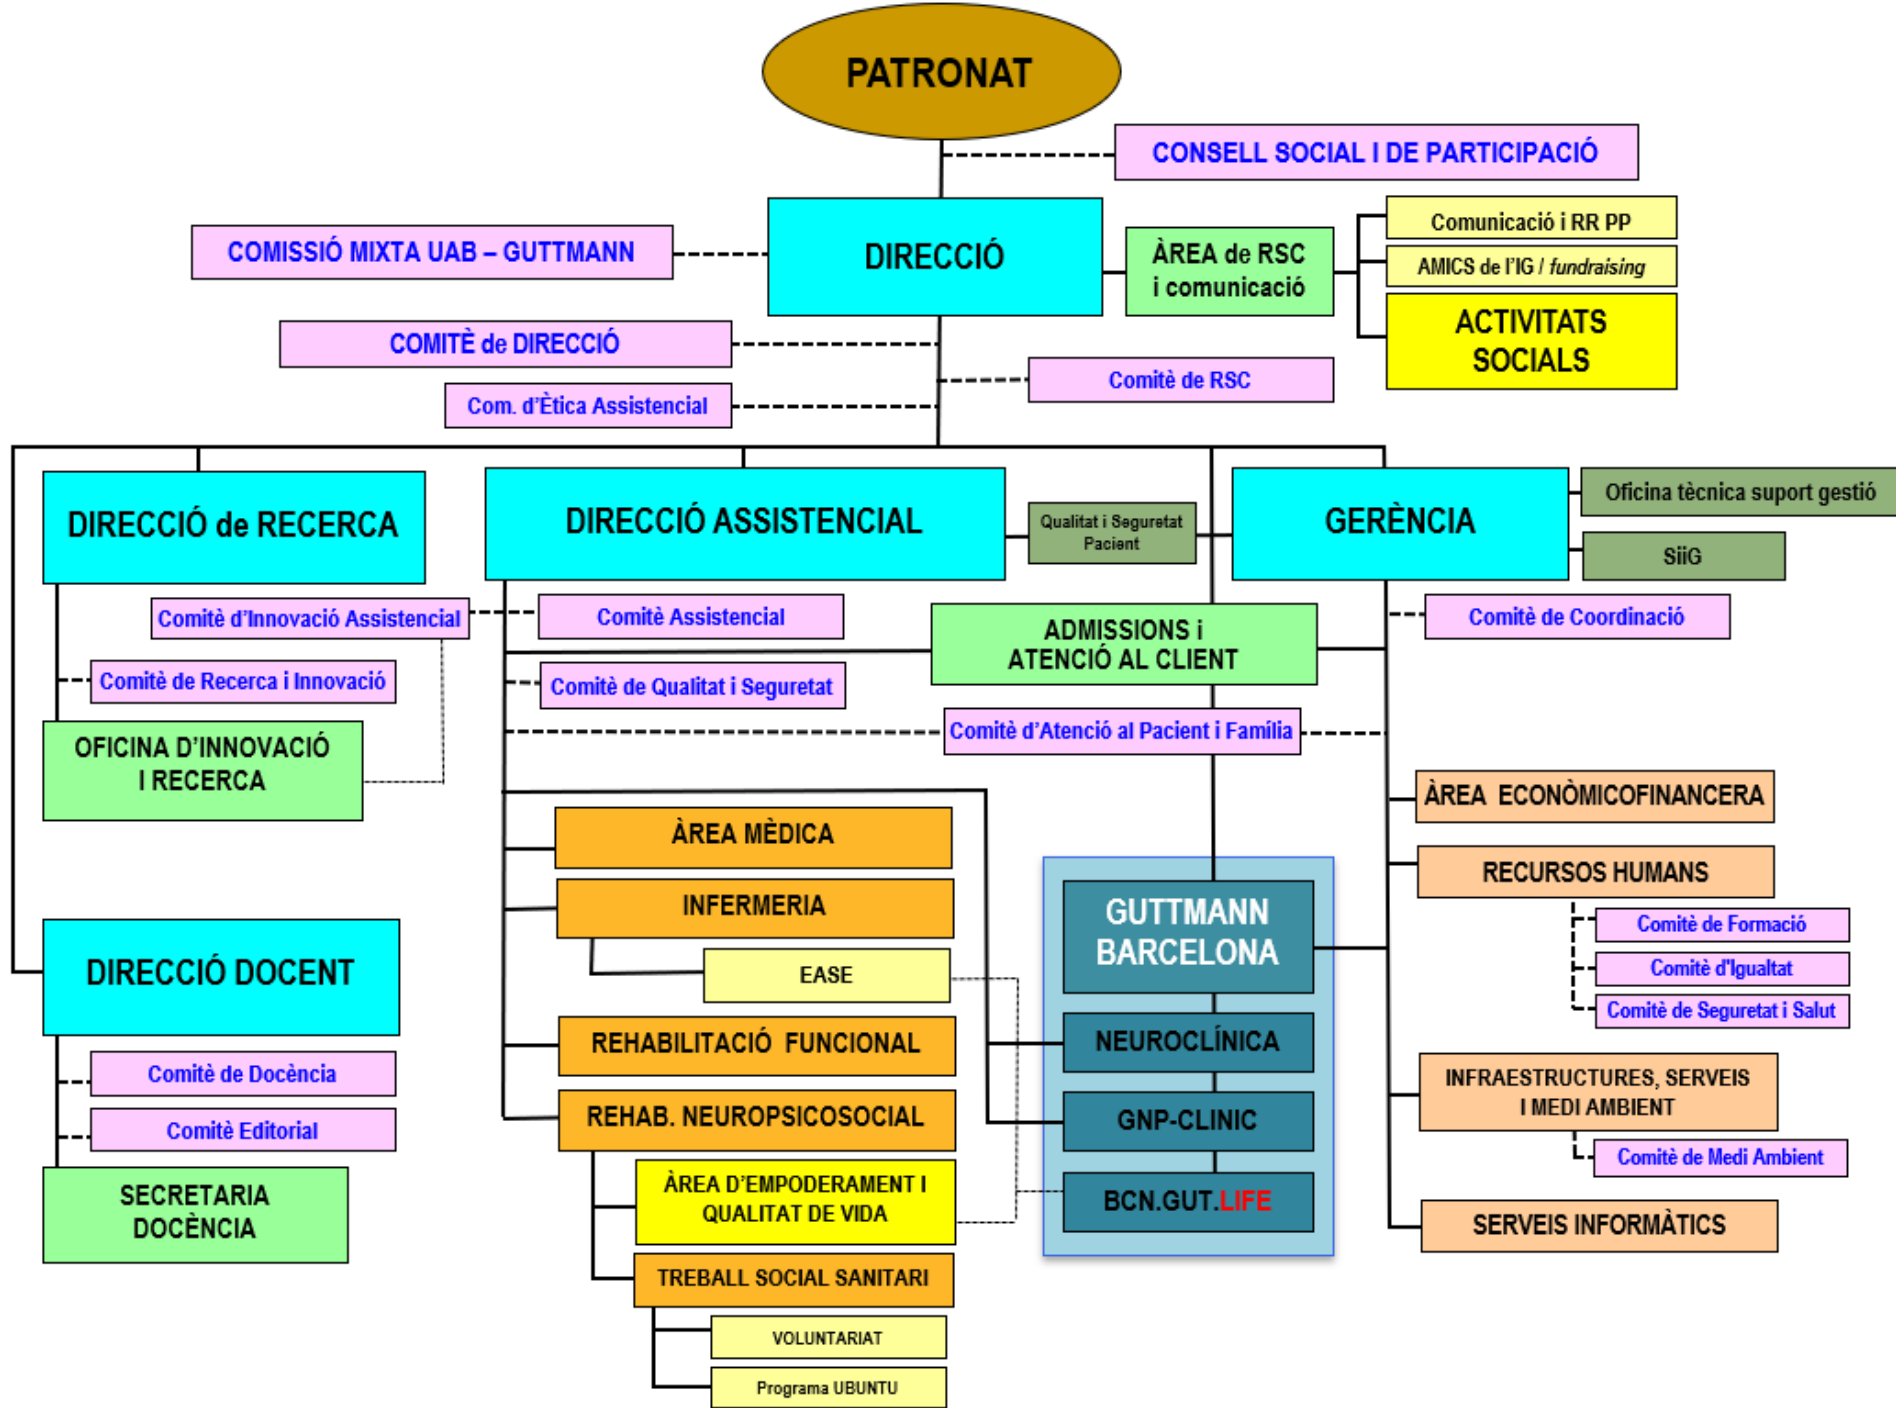 PATRONAT
CONSELL SOCIAL I DE PARTICIPACIÓ
COMISSIÓ MIXTA UAB – GUTTMANN
DIRECCIÓ
ÀREA de RSC
i comunicació
Comunicació i RR PP
AMICS de l'IG / fundraising
ACTIVITATS
SOCIALS
COMITÈ de DIRECCIÓ
Comitè de RSC
Com. d'Ètica Assistencial
DIRECCIÓ de RECERCA
DIRECCIÓ ASSISTENCIAL
Qualitat i Seguretat
Pacient
GERÈNCIA
Oficina tècnica suport gestió
SiiG
Comitè d'Innovació Assistencial
Comitè Assistencial
ADMISSIONS i
ATENCIÓ AL CLIENT
Comitè de Coordinació
Comitè de Recerca i Innovació
Comitè de Qualitat i Seguretat
Comitè d'Atenció al Pacient i Família
OFICINA D'INNOVACIÓ
I RECERCA
ÀREA ECONÒMICOFINANCERA
ÀREA MÈDICA
RECURSOS HUMANS
INFERMERIA
GUTTMANN
BARCELONA
Comitè de Formació
Comitè d'Igualtat
Comitè de Seguretat i Salut
DIRECCIÓ DOCENT
EASE
REHABILITACIÓ FUNCIONAL
NEUROCLÍNICA
Comitè de Docència
INFRAESTRUCTURES, SERVEIS
I MEDI AMBIENT
Comitè Editorial
REHAB. NEUROPSICOSOCIAL
GNP-CLINIC
Comitè de Medi Ambient
SECRETARIA
DOCÈNCIA
ÀREA D'EMPODERAMENT I
QUALITAT DE VIDA
BCN.GUT.LIFE
SERVEIS INFORMÀTICS
TREBALL SOCIAL SANITARI
VOLUNTARIAT
Programa UBUNTU